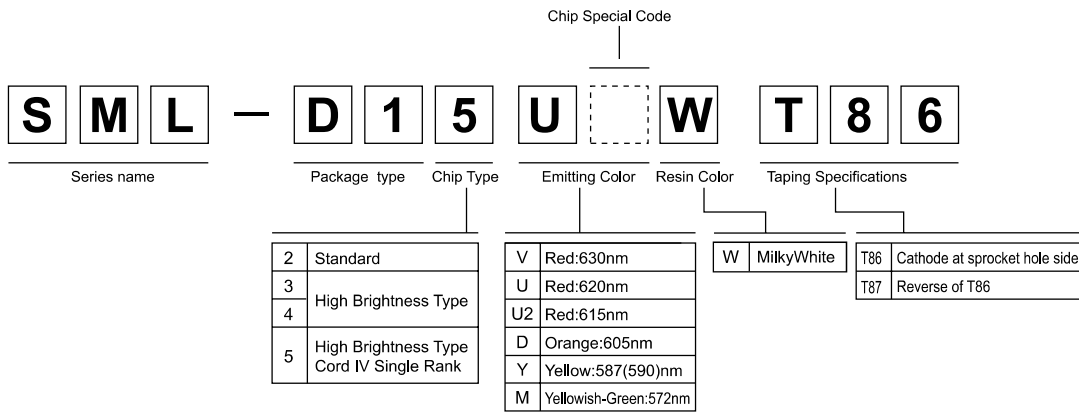 Chip Special Code
S M L — D 1 5 U W T 8 6
Series name Package type Chip Type Emitting Color Resin Color Taping Specifications
2 Standard
3
4
High Brightness Type
5 High Brightness Type
Cord IV Single Rank
V Red:630nm
U Red:620nm
U2 Red:615nm
D Orange:605nm
Y Yellow:587(590)nm
M Yellowish-Green:572nm
W MilkyWhite
T86 Cathode at sprocket hole side
T87 Reverse of T86